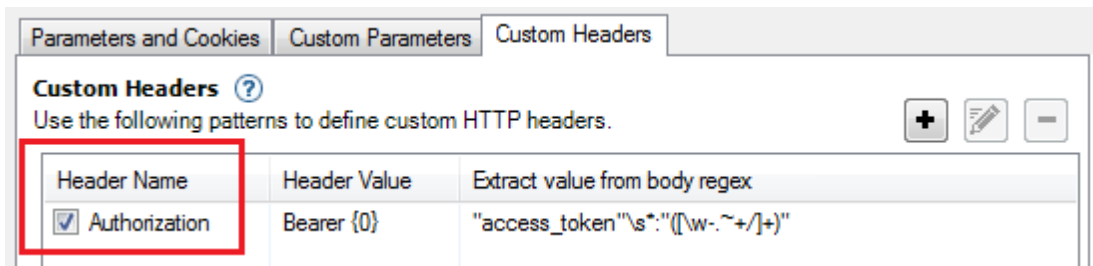 Parameters and Cookies Custom Parameters Custom Headers
Custom Headers ?
Use the following patterns to define custom HTTP headers.
Header Name Header Value Extract value from body regex
Authorization Bearer {0} "access_token"\s*:"([\w-.~+/]+)"